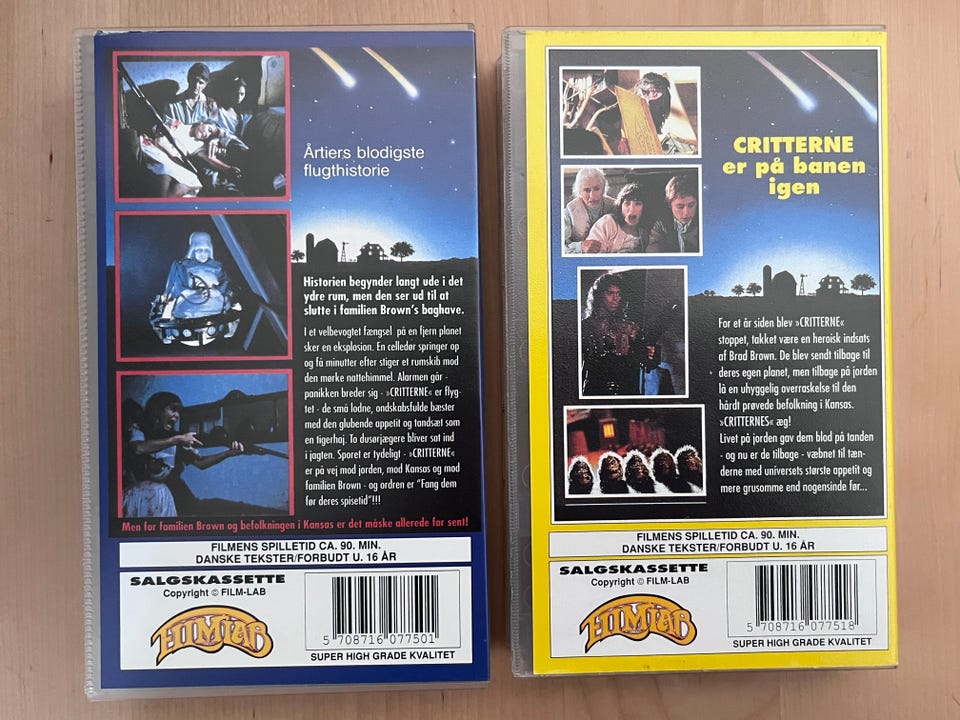 Årtiers blodigste
flugthistorie
Historien begynder langt ude i det
ydre rum, men den ser ud til at
slutte i familien Brown's baghave.
I et velbevogtet fængsel på en fjern planet
sker en eksplosion. En celledør springer op
og få minutter efter stiger et rumskib mod
den mørke nattehimmel. Alarmen går -
panikken breder sig - »CRITTERNE« er flyg-
tet - de små lodne, ondskabsfulde bæster
med den glubende appetit og tandsæt som
en tigerhaj. To dusørjægere bliver sat ind
i jagten. Sporet er tydeligt - »CRITTERNE«
er på vej mod jorden, mod Kansas og mod
familien Brown - og ordren er "Fang dem
før deres spisetid"!!!
Men for familien Brown og befolkningen i Kansas er det måske allerede for sent!
FILMENS SPILLETID CA. 90. MIN.
DANSKE TEKSTER/FORBUDT U. 16 ÅR
SALGSKASSETTE
Copyright © FILM-LAB
FILMLAB
5 708716 077501
SUPER HIGH GRADE KVALITET
CRITTERNE
er på banen
igen
For et år siden blev »CRITTERNE«
stoppet, takket være en heroisk indsats
af Brad Brown. De blev sendt tilbage til
deres egen planet, men tilbage på jorden
lå en uhyggelig overraskelse til den
hårdt prøvede befolkning i Kansas.
»CRITTERNES« æg!
Livet på jorden gav dem blod på tanden
- og nu er de tilbage - væbnet til tæn-
derne med universets største appetit og
mere grusomme end nogensinde før...
FILMENS SPILLETID CA. 90. MIN.
DANSKE TEKSTER/FORBUDT U. 16 ÅR
SALGSKASSETTE
Copyright © FILM-LAB
FILMLAB
5 708716 077518
SUPER HIGH GRADE KVALITET